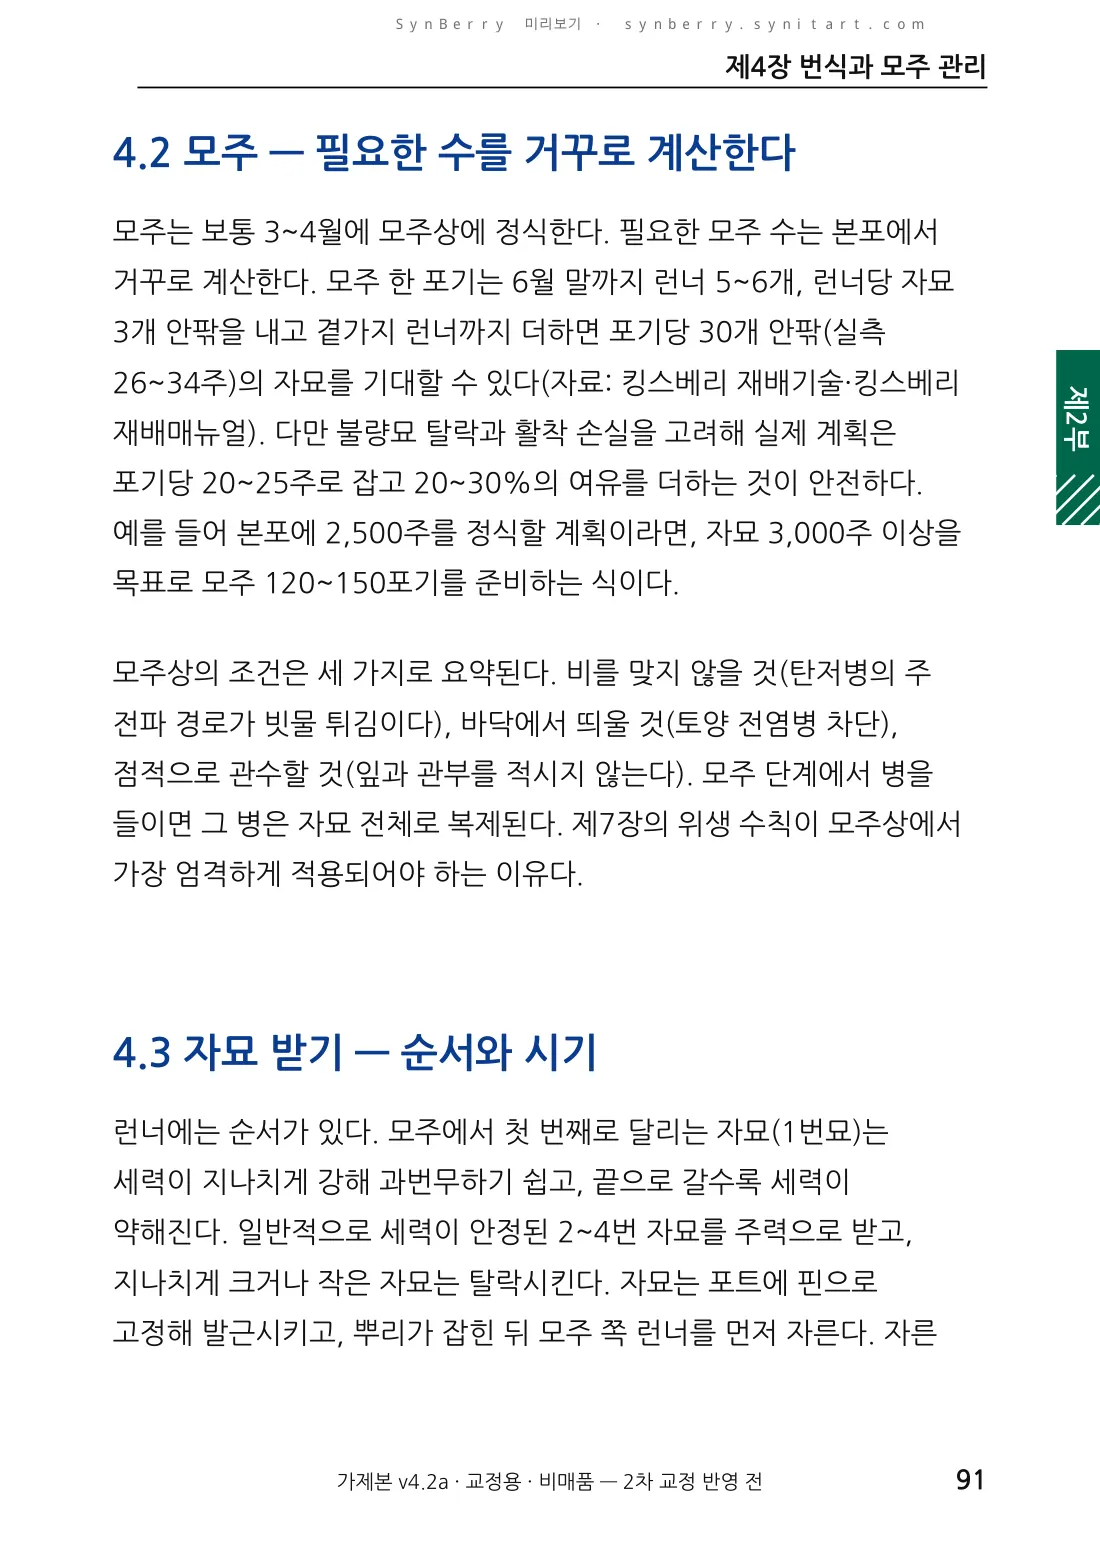 SynBerry 미리보기 · synberry.synitart.com
제4장 번식과 모주 관리
4.2 모주 — 필요한 수를 거꾸로 계산한다
모주는 보통 3~4월에 모주상에 정식한다. 필요한 모주 수는 본포에서
거꾸로 계산한다. 모주 한 포기는 6월 말까지 런너 5~6개, 런너당 자묘
3개 안팎을 내고 곁가지 런너까지 더하면 포기당 30개 안팎(실측
26~34주)의 자묘를 기대할 수 있다(자료: 킹스베리 재배기술·킹스베리
재배매뉴얼). 다만 불량묘 탈락과 활착 손실을 고려해 실제 계획은
포기당 20~25주로 잡고 20~30%의 여유를 더하는 것이 안전하다.
예를 들어 본포에 2,500주를 정식할 계획이라면, 자묘 3,000주 이상을
목표로 모주 120~150포기를 준비하는 식이다.
모주상의 조건은 세 가지로 요약된다. 비를 맞지 않을 것(탄저병의 주
전파 경로가 빗물 튀김이다), 바닥에서 띄울 것(토양 전염병 차단),
점적으로 관수할 것(잎과 관부를 적시지 않는다). 모주 단계에서 병을
들이면 그 병은 자묘 전체로 복제된다. 제7장의 위생 수칙이 모주상에서
가장 엄격하게 적용되어야 하는 이유다.
제2부
4.3 자묘 받기 — 순서와 시기
런너에는 순서가 있다. 모주에서 첫 번째로 달리는 자묘(1번묘)는
세력이 지나치게 강해 과번무하기 쉽고, 끝으로 갈수록 세력이
약해진다. 일반적으로 세력이 안정된 2~4번 자묘를 주력으로 받고,
지나치게 크거나 작은 자묘는 탈락시킨다. 자묘는 포트에 핀으로
고정해 발근시키고, 뿌리가 잡힌 뒤 모주 쪽 런너를 먼저 자른다. 자른
가제본 v4.2a · 교정용 · 비매품 — 2차 교정 반영 전
91